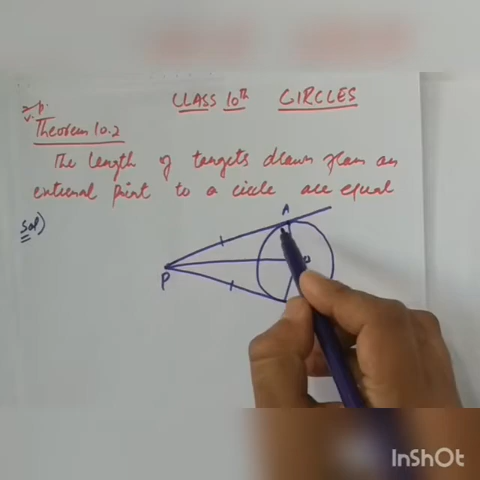 CLASS 10th CIRCLES
v.v.p.
Theorem 10.2
The length of tangets drawn from an
external point to a circle are equal
Sol)
A
P
InShOt